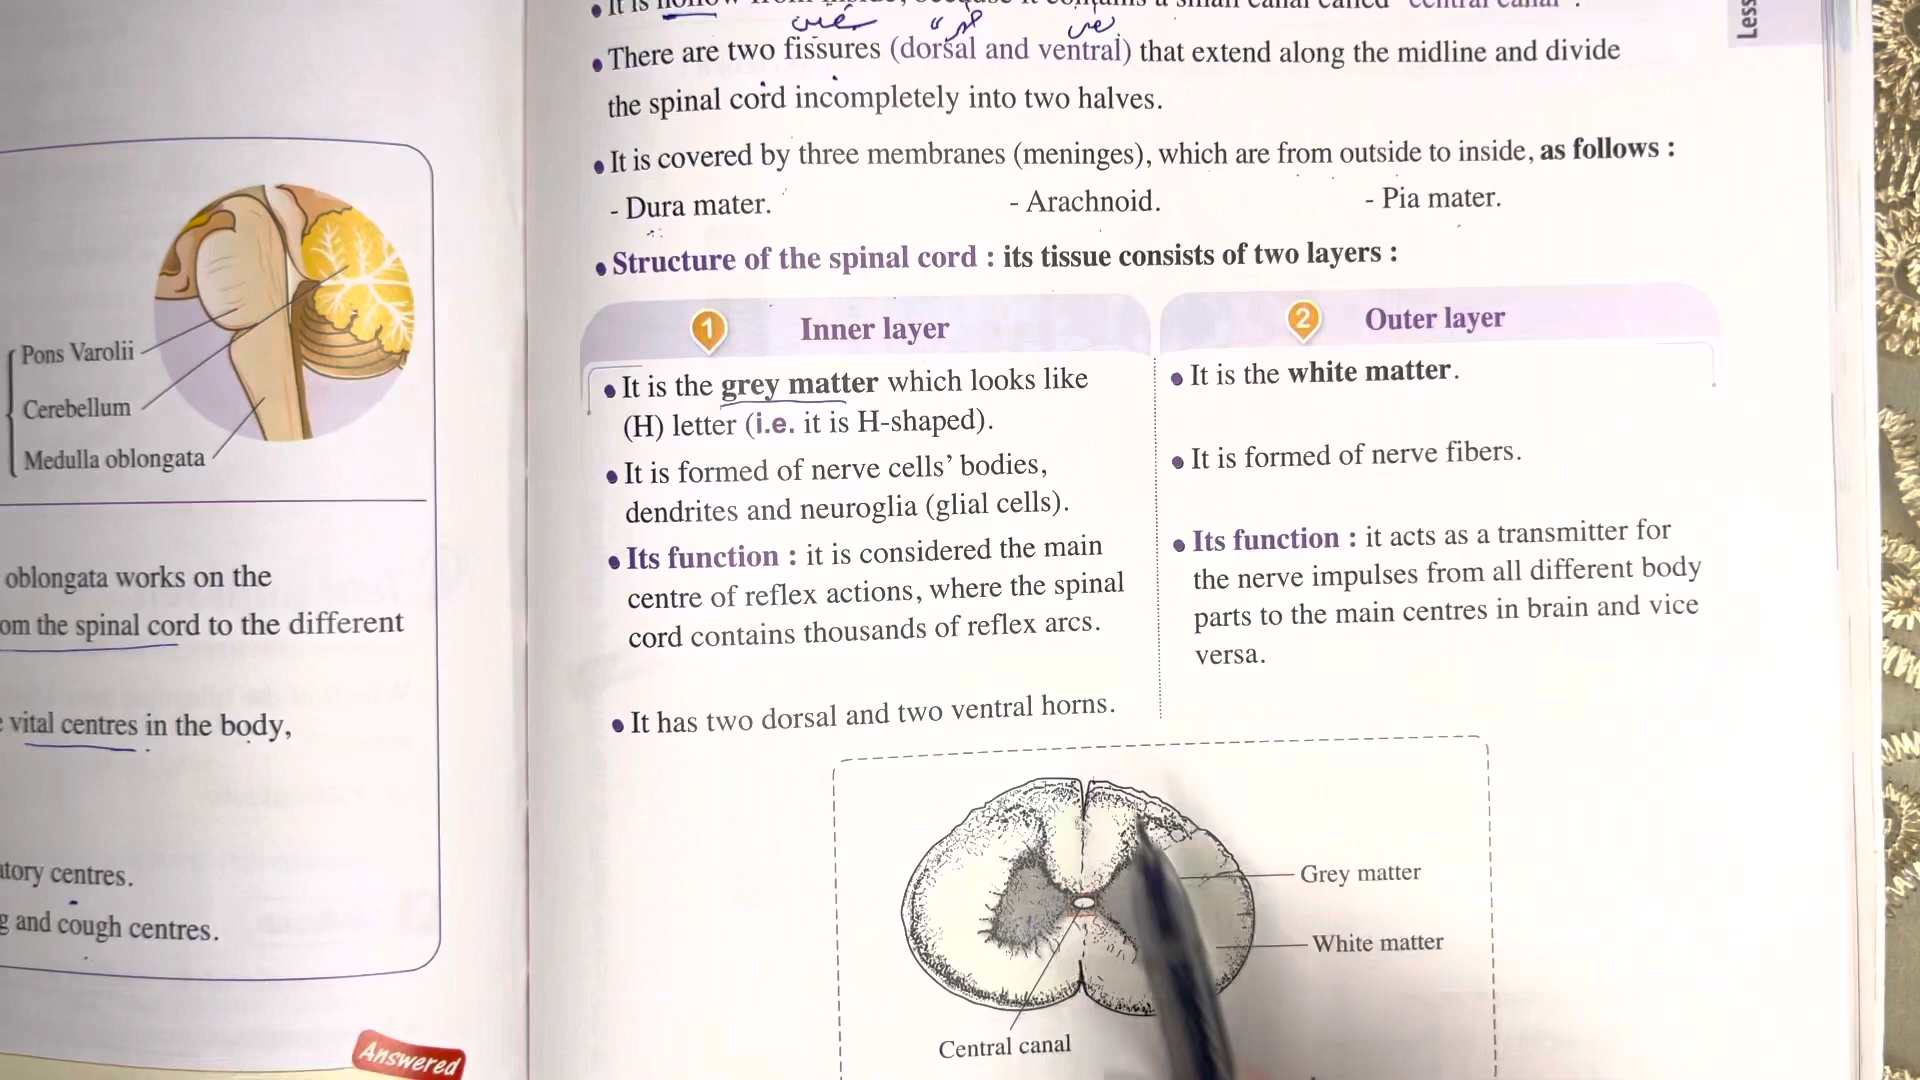 Pons Varolii
Cerebellum
Medulla oblongata
oblongata works on the
om the spinal cord to the different
vital centres in the body,
atory centres.
g and cough centres.
Answered
Less
• There are two fissures (dorsal and ventral) that extend along the midline and divide
the spinal cord incompletely into two halves.
• It is covered by three membranes (meninges), which are from outside to inside, as follows :
- Dura mater. - Arachnoid. - Pia mater.
• Structure of the spinal cord : its tissue consists of two layers :
1 Inner layer
• It is the grey matter which looks like
(H) letter (i.e. it is H-shaped).
• It is formed of nerve cells’ bodies,
dendrites and neuroglia (glial cells).
• Its function : it is considered the main
centre of reflex actions, where the spinal
cord contains thousands of reflex arcs.
• It has two dorsal and two ventral horns.
2 Outer layer
• It is the white matter.
• It is formed of nerve fibers.
• Its function : it acts as a transmitter for
the nerve impulses from all different body
parts to the main centres in brain and vice
versa.
Grey matter
White matter
Central canal